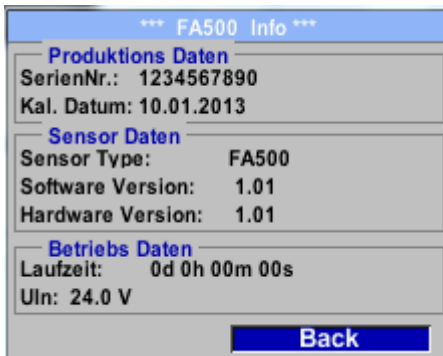 *** FA500 Info ***
Produktions Daten
SerienNr.: 1234567890
Kal. Datum: 10.01.2013
Sensor Daten
Sensor Type: FA500
Software Version: 1.01
Hardware Version: 1.01
Betriebs Daten
Laufzeit: 0d 0h 00m 00s
UIn: 24.0 V
Back